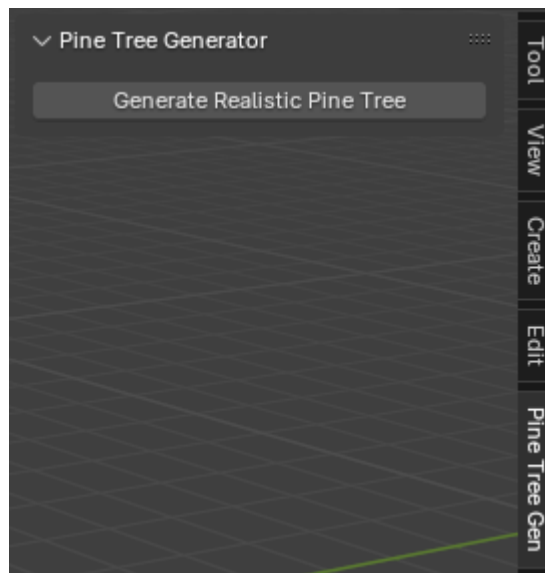 Pine Tree Generator
Generate Realistic Pine Tree
Tool
View
Create
Edit
Pine Tree Gen